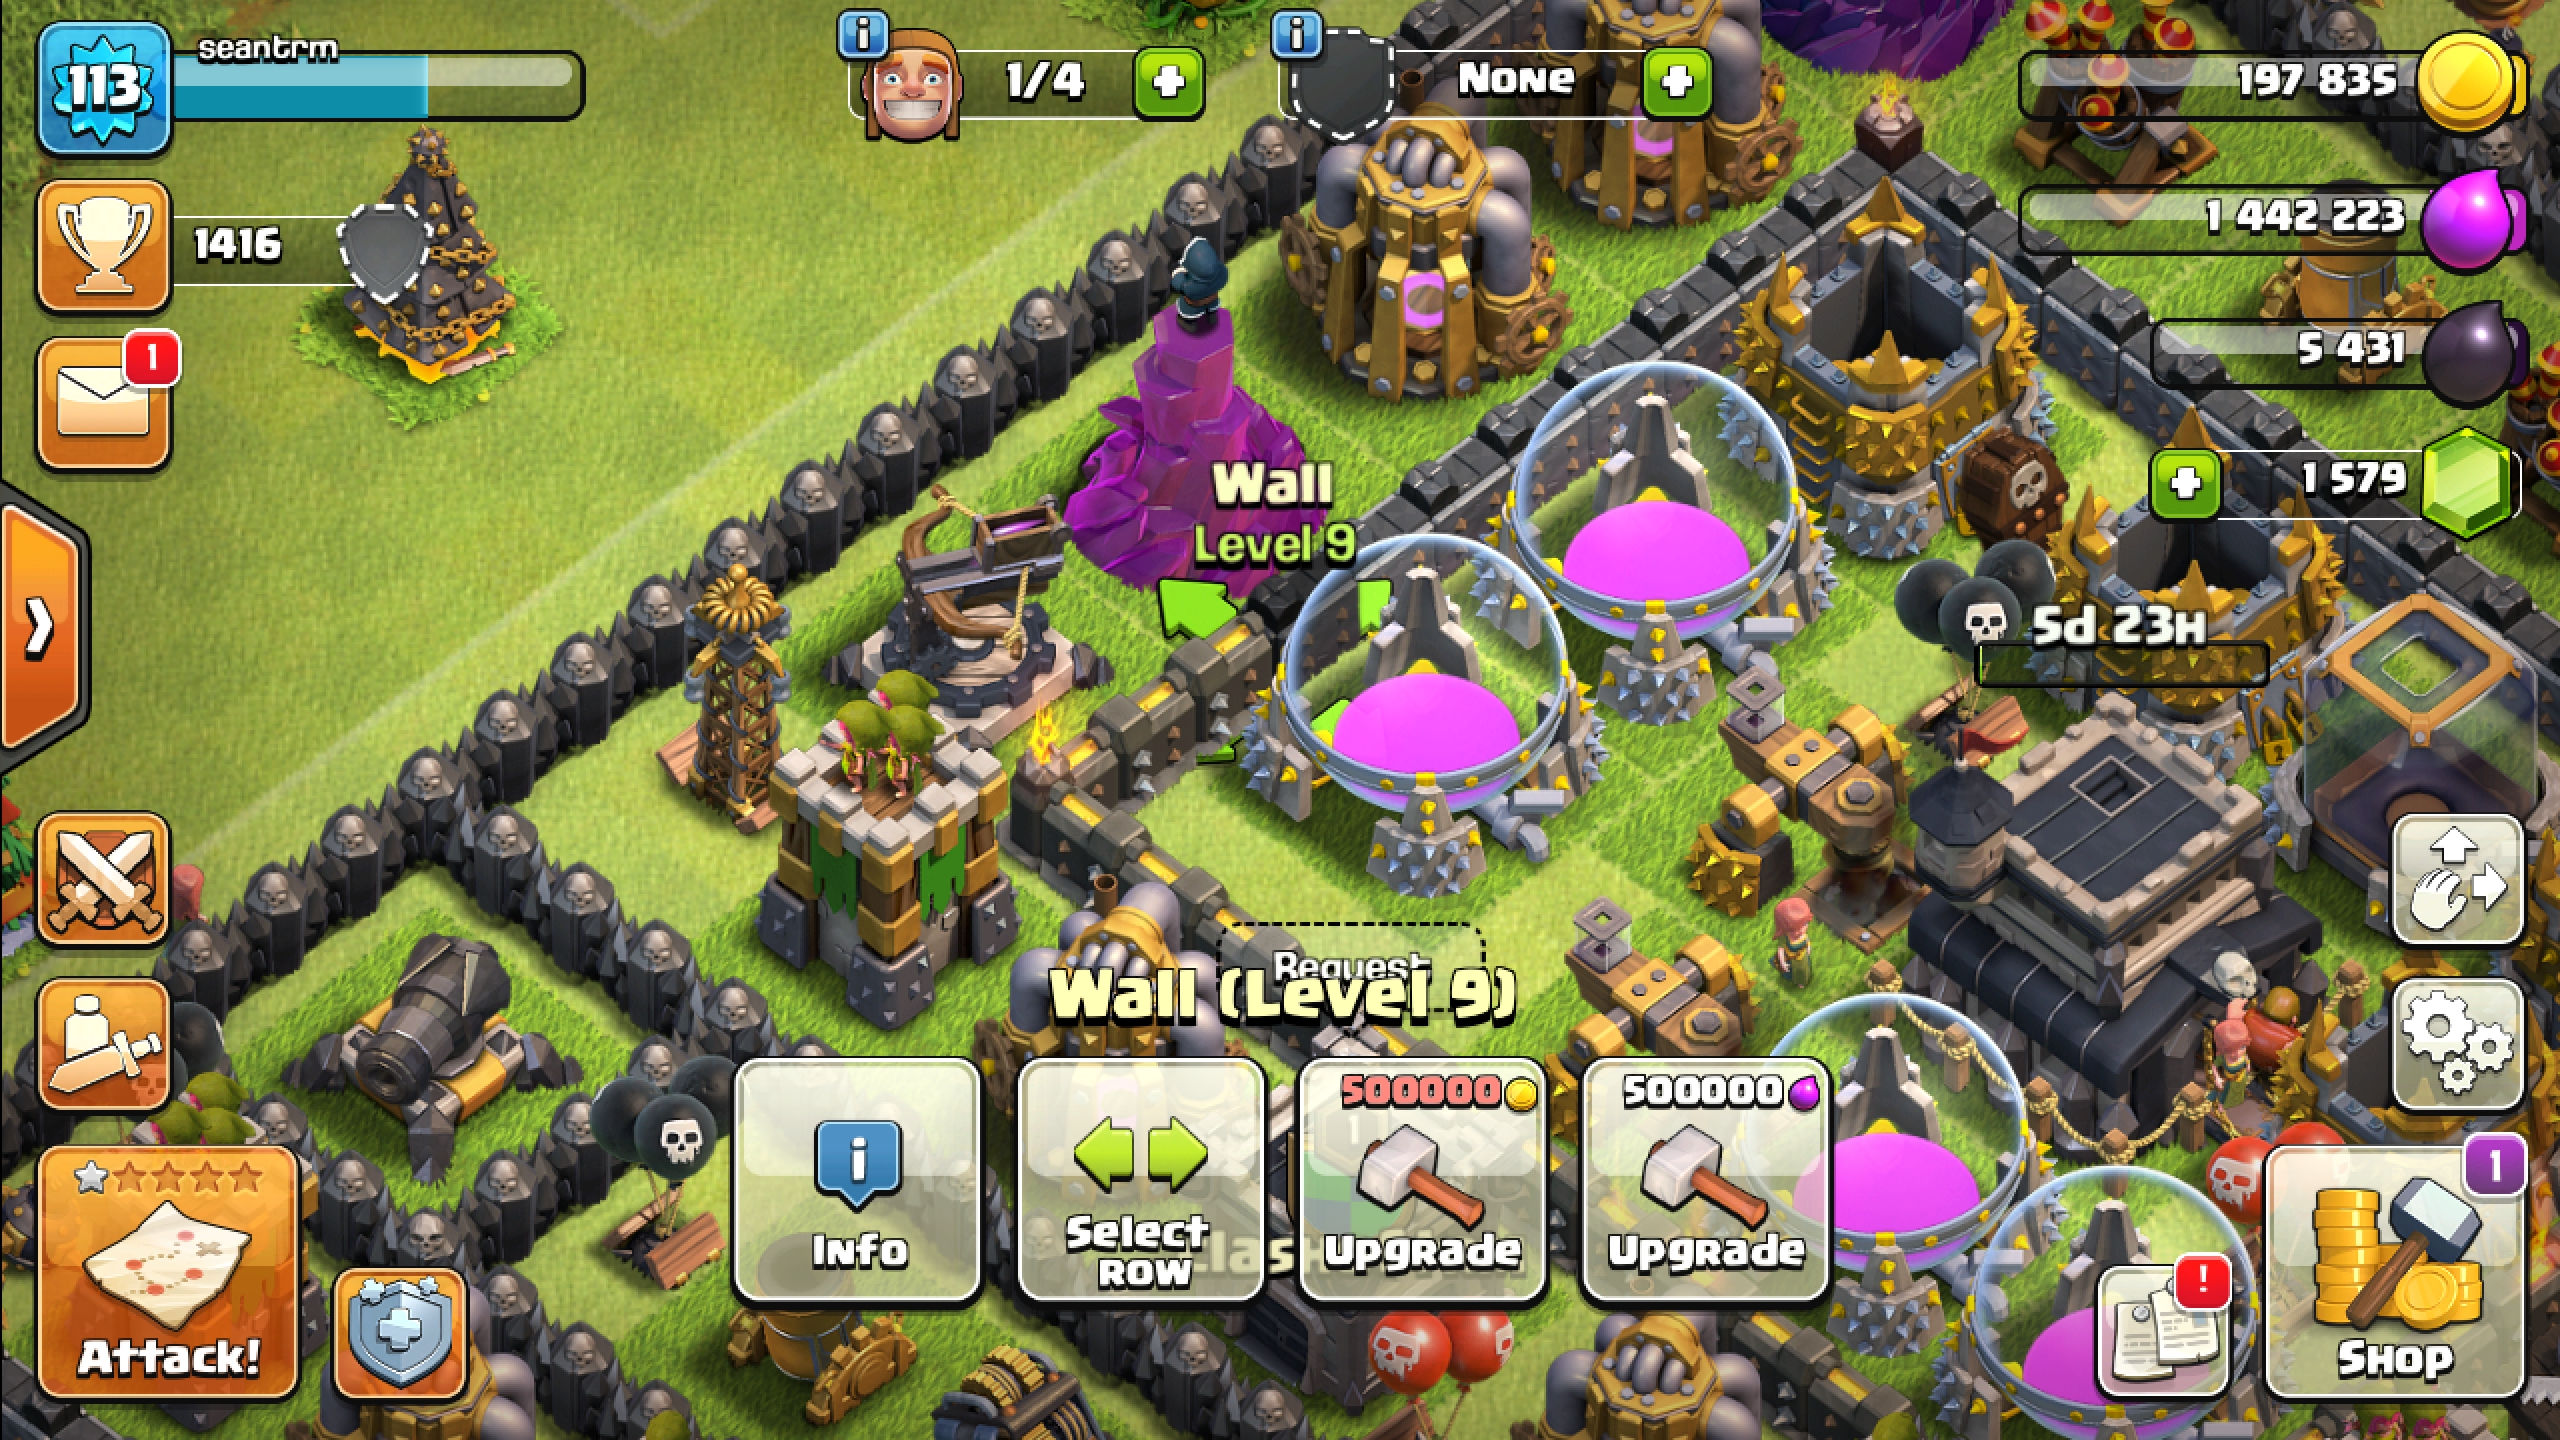 113
seantrm
1/4
None
197 835
1416
1 442 223
5 431
1
1 579
Wall
Level 9
5d 23h
Request
Wall (Level 9)
500000
500000
Info
Select
row
Upgrade
Upgrade
1
!
Attack!
Shop